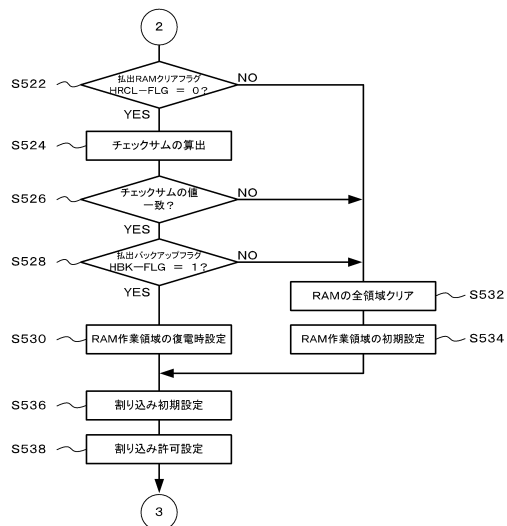 2
S522
払出RAMクリアフラグ
HRCL-FLG = 0?
NO
YES
S524
チェックサムの算出
S526
チェックサムの値
一致?
NO
YES
S528
払出バックアップフラグ
HBK-FLG = 1?
NO
YES
RAMの全領域クリア
S532
S530
RAM作業領域の復電時設定
RAM作業領域の初期設定
S534
S536
割り込み初期設定
S538
割り込み許可設定
3